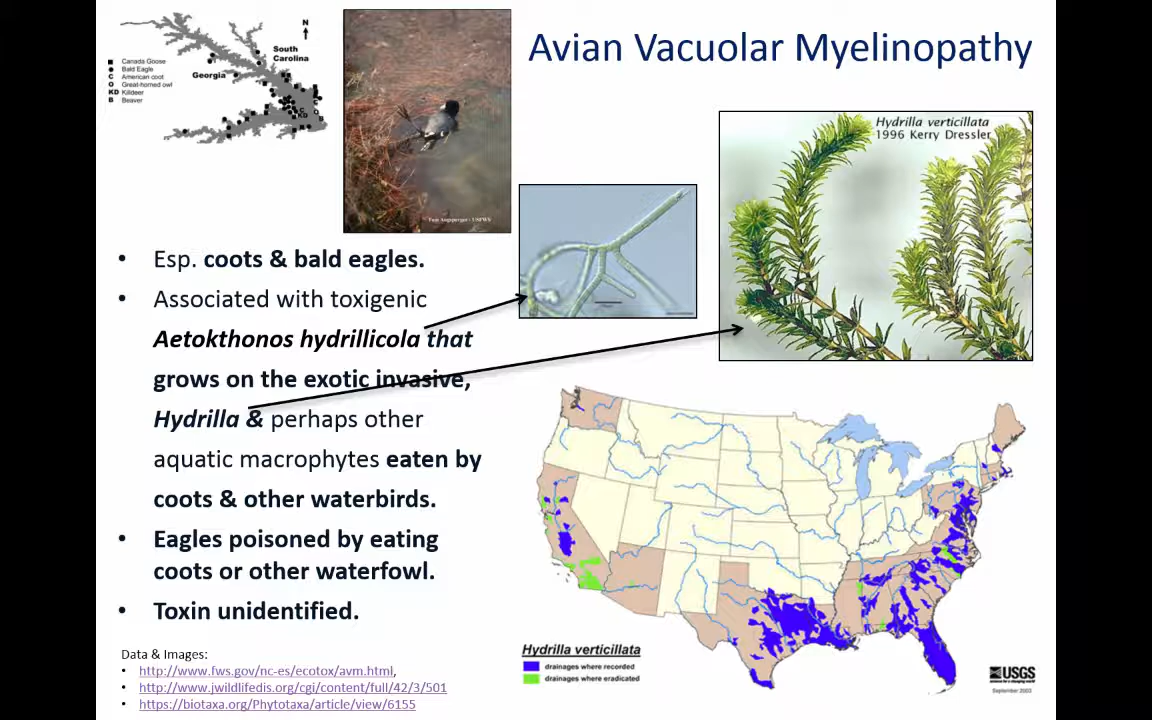 Avian Vacuolar Myelinopathy
N
South
Carolina
Georgia
Canada Goose
Bald Eagle
C American coot
O Great-horned owl
KD Killdeer
B Beaver
C
O
KD
B
Tom Augspurger - USFWS
Hydrilla verticillata
1996 Kerry Dressler
• Esp. coots & bald eagles.
• Associated with toxigenic
Aetokthonos hydrillicola that
grows on the exotic invasive,
Hydrilla & perhaps other
aquatic macrophytes eaten by
coots & other waterbirds.
• Eagles poisoned by eating
coots or other waterfowl.
• Toxin unidentified.
Hydrilla verticillata
drainages where recorded
drainages where eradicated
USGS
September 2003
Data & Images:
• http://www.fws.gov/nc-es/ecotox/avm.html,
• http://www.jwildlifedis.org/cgi/content/full/42/3/501
• https://biotaxa.org/Phytotaxa/article/view/6155